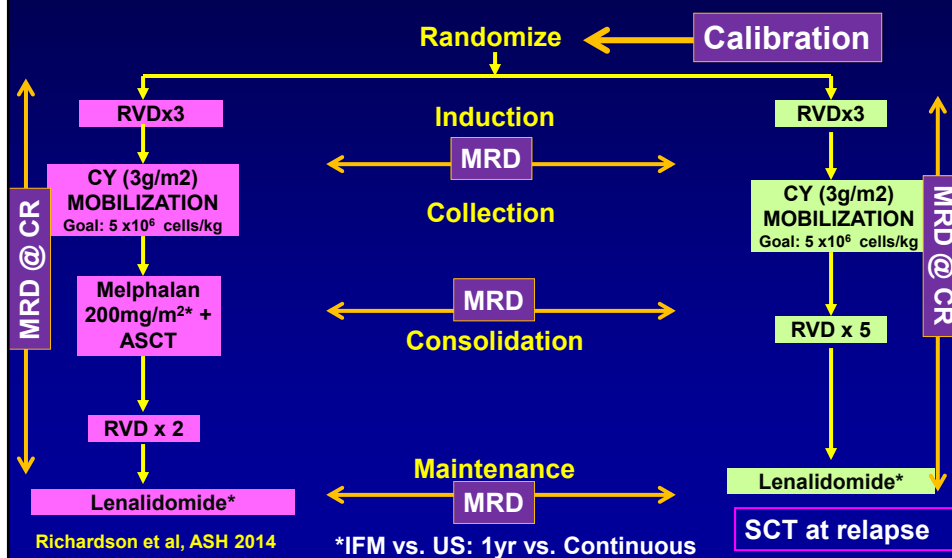 Randomize
Calibration
RVDx3
Induction
RVDx3
MRD
CY (3g/m2)
MOBILIZATION
Goal: 5 x10⁶ cells/kg
Collection
CY (3g/m2)
MOBILIZATION
Goal: 5 x10⁶ cells/kg
MRD @ CR
MRD @ CR
Melphalan
200mg/m²* +
ASCT
MRD
Consolidation
RVD x 5
RVD x 2
Maintenance
Lenalidomide*
MRD
Lenalidomide*
Richardson et al, ASH 2014
*IFM vs. US: 1yr vs. Continuous
SCT at relapse